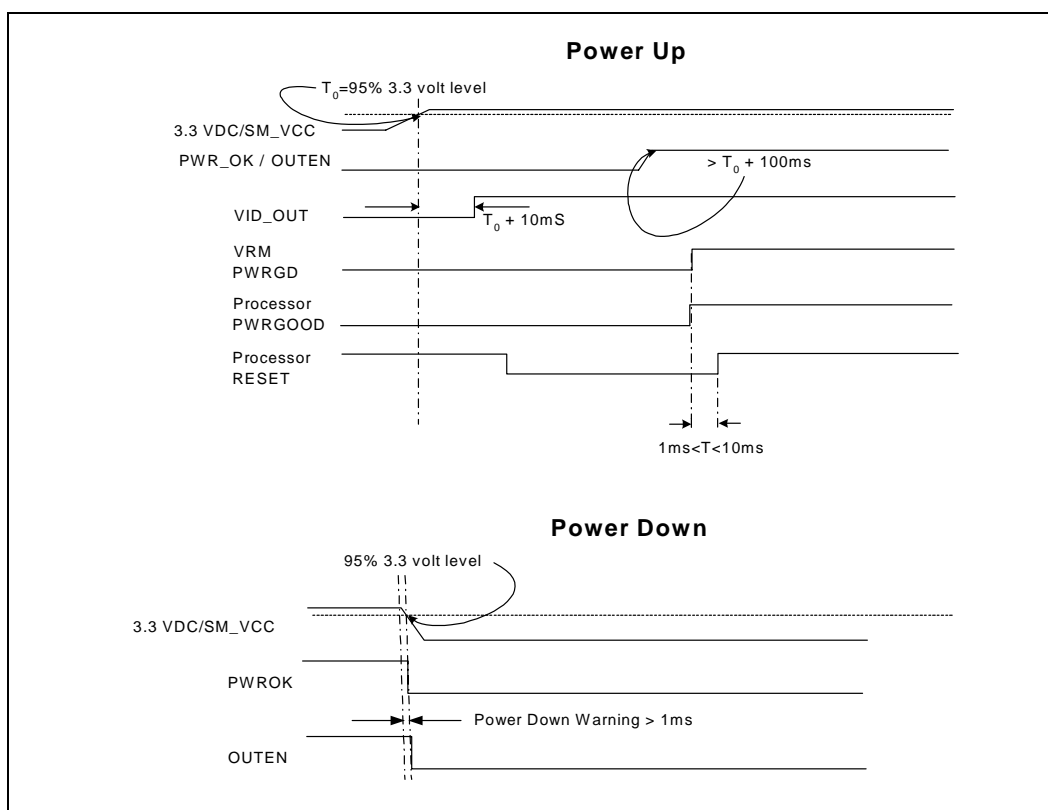 Power Up
T0=95% 3.3 volt level
3.3 VDC/SM_VCC
PWR_OK / OUTEN
> T0 + 100ms
VID_OUT
T0 + 10mS
VRM
PWRGD
Processor
PWRGOOD
Processor
RESET
1ms<T<10ms
Power Down
95% 3.3 volt level
3.3 VDC/SM_VCC
PWROK
Power Down Warning > 1ms
OUTEN